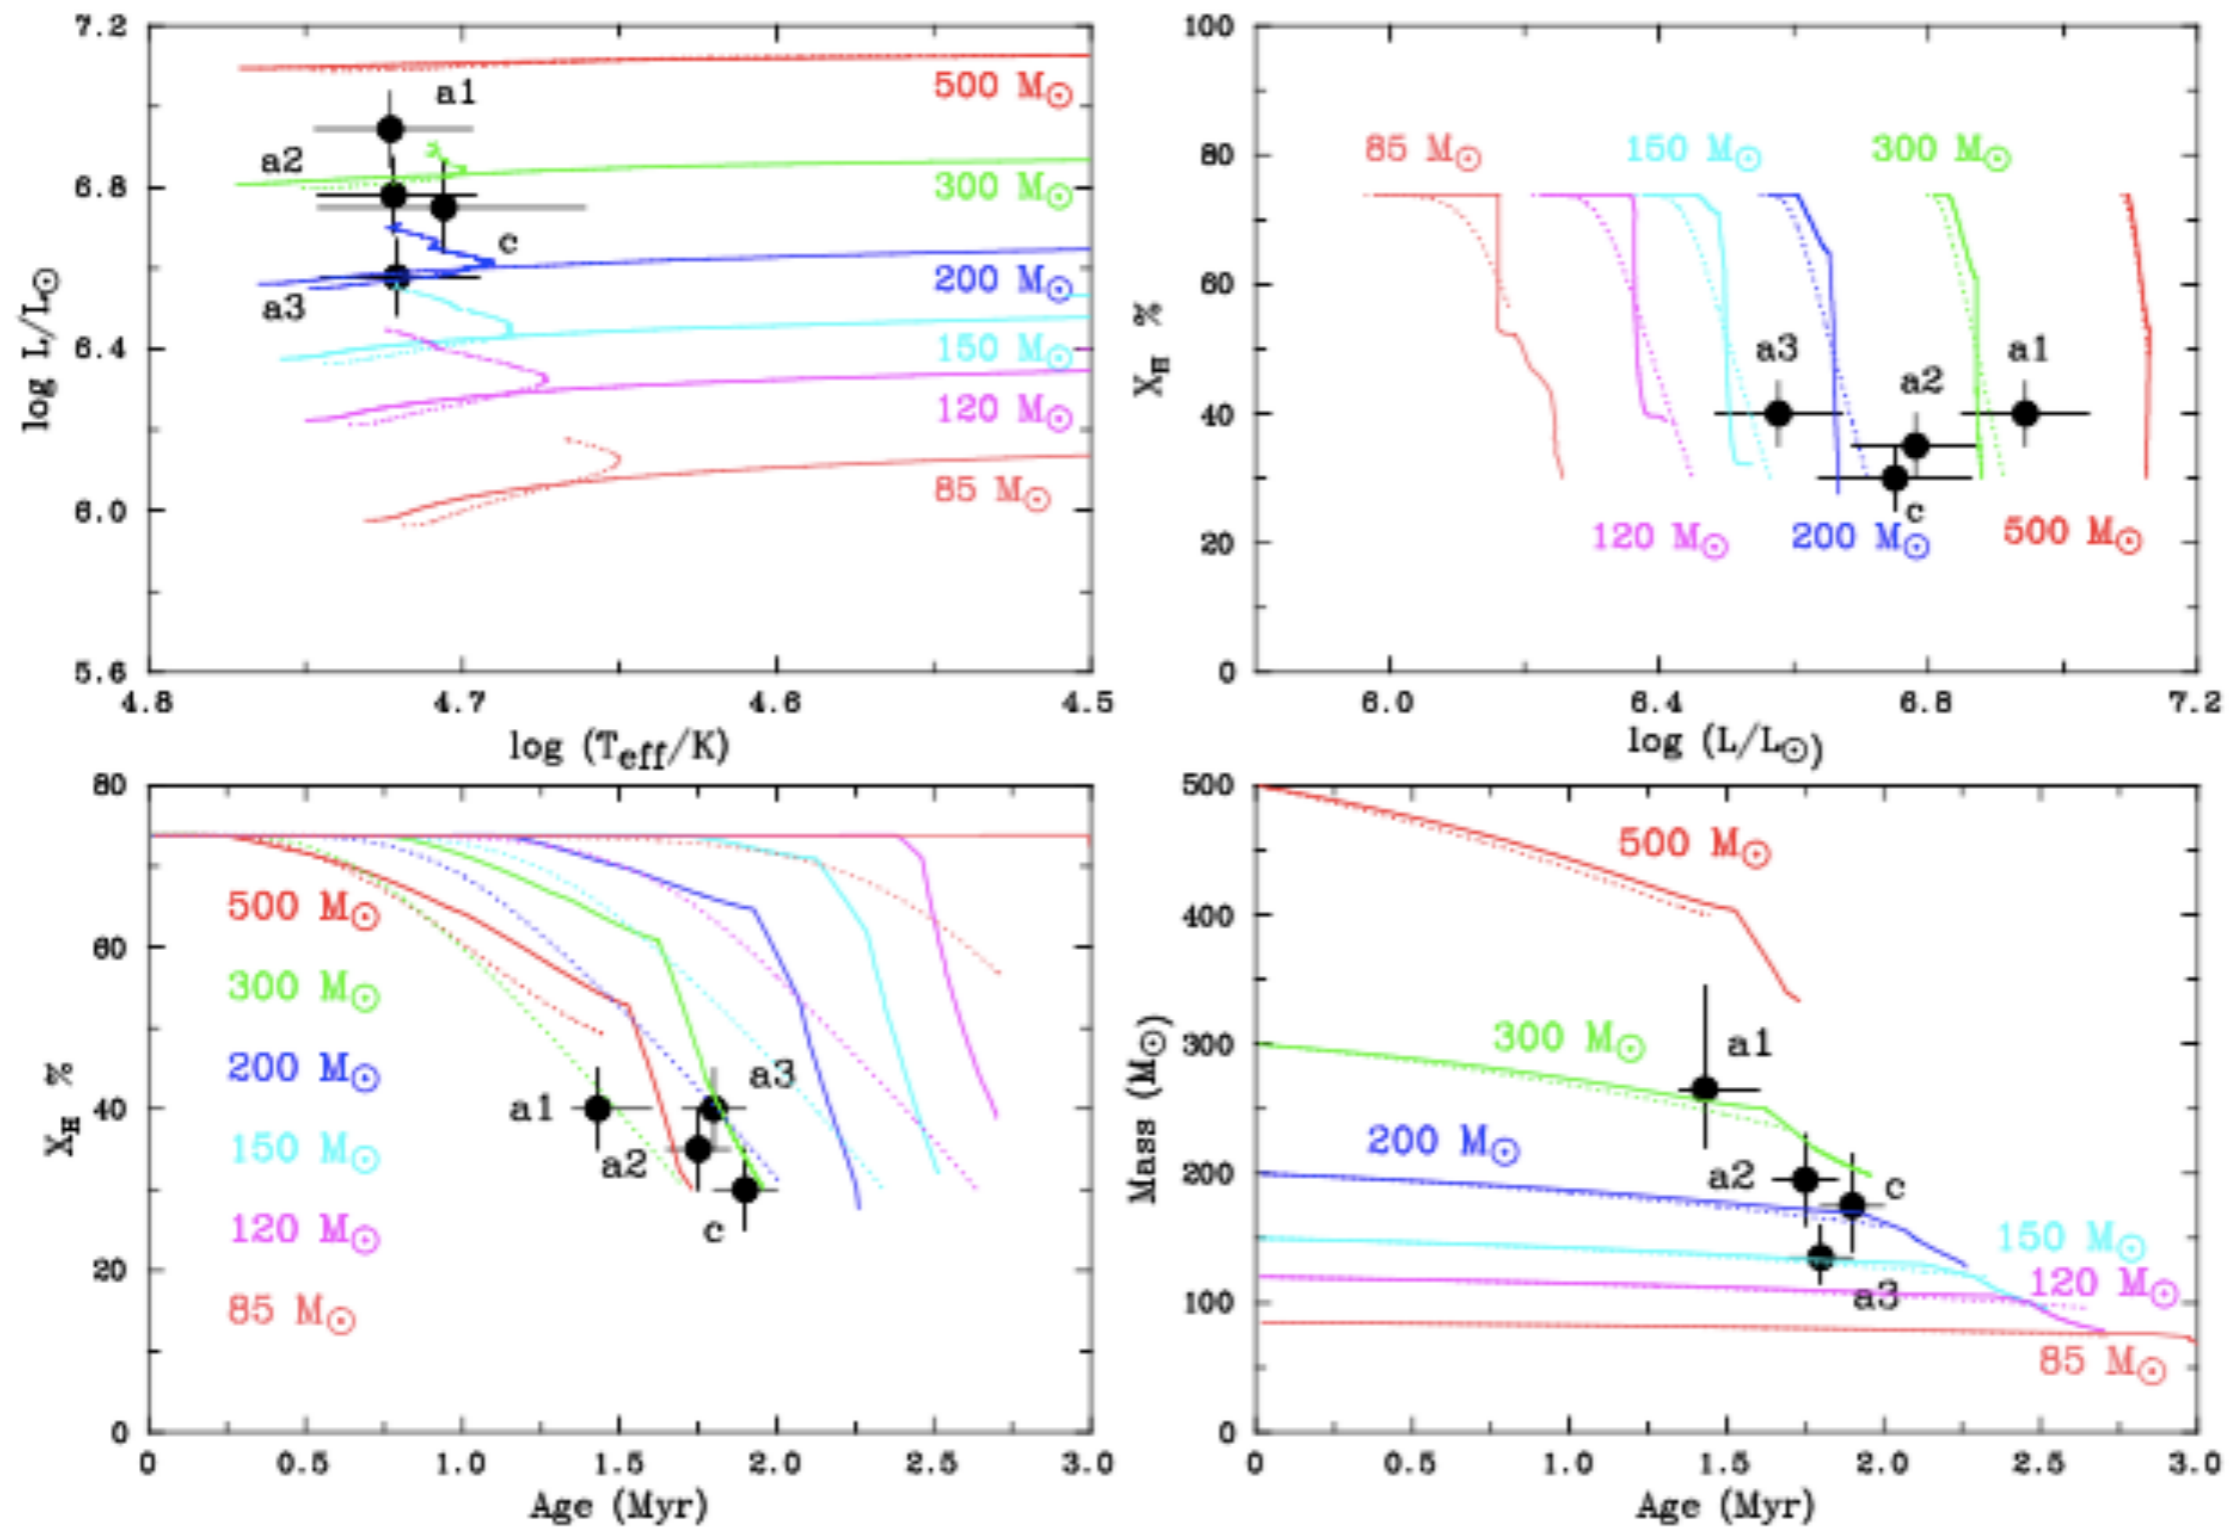 7.2
6.8
6.4
6.0
5.6
log L/L☉
500 M☉
a1
a2
300 M☉
c
200 M☉
a3
150 M☉
120 M☉
85 M☉
4.8
4.7
4.6
4.5
log (Teff/K)
100
80
60
40
20
0
XH %
85 M☉
150 M☉
300 M☉
a3
a1
a2
c
120 M☉
200 M☉
500 M☉
6.0
6.4
6.8
7.2
log (L/L☉)
80
60
40
20
0
XH %
500 M☉
300 M☉
200 M☉
150 M☉
120 M☉
85 M☉
a1
a3
a2
c
0
0.5
1.0
1.5
2.0
2.5
3.0
Age (Myr)
500
400
300
200
100
0
Mass (M☉)
500 M☉
300 M☉
a1
200 M☉
a2
c
150 M☉
120 M☉
a3
85 M☉
0
0.5
1.0
1.5
2.0
2.5
3.0
Age (Myr)